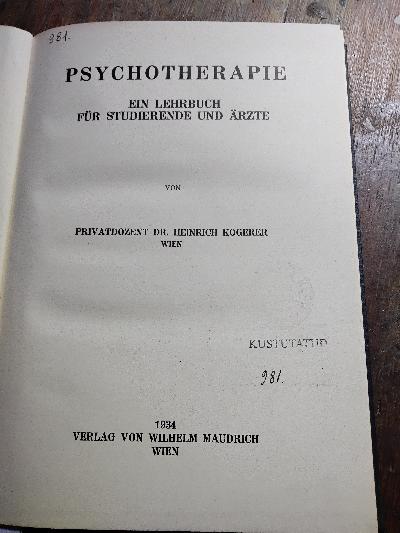 981.
PSYCHOTHERAPIE
EIN LEHRBUCH
FÜR STUDIERENDE UND ÄRZTE
VON
PRIVATDOZENT DR. HEINRICH KOGERER
WIEN
KUSTUTATUD
981.
1934
VERLAG VON WILHELM MAUDRICH
WIEN